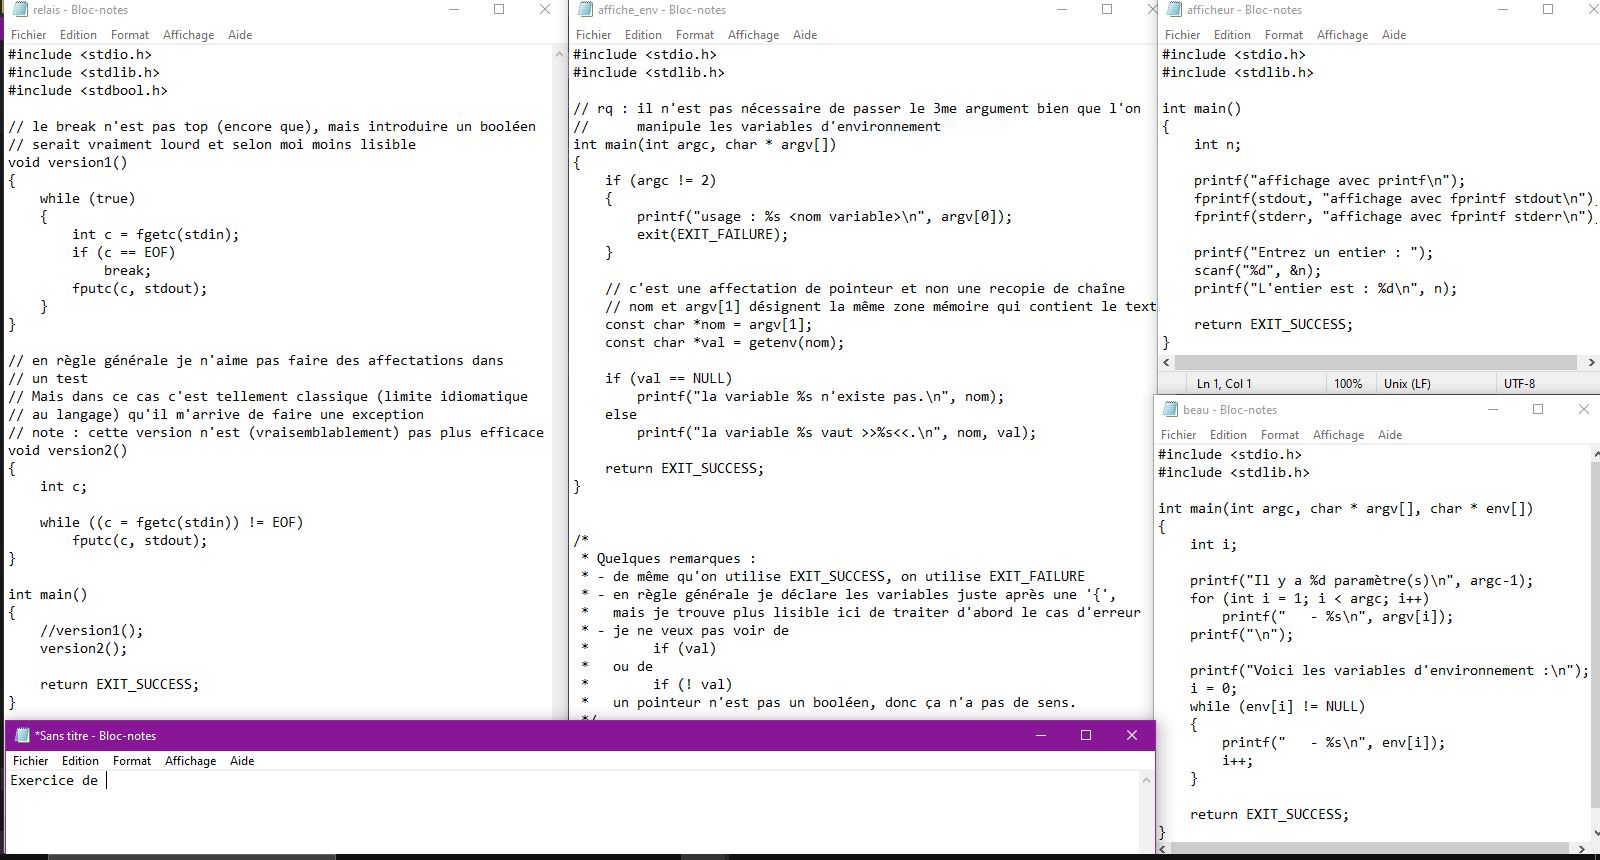 relais - Bloc-notes
Fichier Edition Format Affichage Aide
#include <stdio.h>
#include <stdlib.h>
#include <stdbool.h>

// le break n'est pas top (encore que), mais introduire un booléen
// serait vraiment lourd et selon moi moins lisible
void version1()
{
    while (true)
    {
        int c = fgetc(stdin);
        if (c == EOF)
            break;
        fputc(c, stdout);
    }
}

// en règle générale je n'aime pas faire des affectations dans
// un test
// Mais dans ce cas c'est tellement classique (limite idiomatique
// au langage) qu'il m'arrive de faire une exception
// note : cette version n'est (vraisemblablement) pas plus efficace
void version2()
{
    int c;

    while ((c = fgetc(stdin)) != EOF)
        fputc(c, stdout);
}

int main()
{
    //version1();
    version2();

    return EXIT_SUCCESS;
}
affiche_env - Bloc-notes
Fichier Edition Format Affichage Aide
#include <stdio.h>
#include <stdlib.h>

// rq : il n'est pas nécessaire de passer le 3me argument bien que l'on
//      manipule les variables d'environnement
int main(int argc, char * argv[])
{
    if (argc != 2)
    {
        printf("usage : %s <nom variable>\n", argv[0]);
        exit(EXIT_FAILURE);
    }

    // c'est une affectation de pointeur et non une recopie de chaîne
    // nom et argv[1] désignent la même zone mémoire qui contient le text
    const char *nom = argv[1];
    const char *val = getenv(nom);

    if (val == NULL)
        printf("la variable %s n'existe pas.\n", nom);
    else
        printf("la variable %s vaut >>%s<<.\n", nom, val);

    return EXIT_SUCCESS;
}

/*
 * Quelques remarques :
 * - de même qu'on utilise EXIT_SUCCESS, on utilise EXIT_FAILURE
 * - en règle générale je déclare les variables juste après une '{',
 *   mais je trouve plus lisible ici de traiter d'abord le cas d'erreur
 * - je ne veux pas voir de
 *        if (val)
 *   ou de
 *        if (! val)
 *   un pointeur n'est pas un booléen, donc ça n'a pas de sens.
 */
afficheur - Bloc-notes
Fichier Edition Format Affichage Aide
#include <stdio.h>
#include <stdlib.h>

int main()
{
    int n;

    printf("affichage avec printf\n");
    fprintf(stdout, "affichage avec fprintf stdout\n")
    fprintf(stderr, "affichage avec fprintf stderr\n")

    printf("Entrez un entier : ");
    scanf("%d", &n);
    printf("L'entier est : %d\n", n);

    return EXIT_SUCCESS;
}
Ln 1, Col 1 100% Unix (LF) UTF-8
beau - Bloc-notes
Fichier Edition Format Affichage Aide
#include <stdio.h>
#include <stdlib.h>

int main(int argc, char * argv[], char * env[])
{
    int i;

    printf("Il y a %d paramètre(s)\n", argc-1);
    for (int i = 1; i < argc; i++)
        printf("   - %s\n", argv[i]);
    printf("\n");

    printf("Voici les variables d'environnement :\n");
    i = 0;
    while (env[i] != NULL)
    {
        printf("   - %s\n", env[i]);
        i++;
    }

    return EXIT_SUCCESS;
}
*Sans titre - Bloc-notes
Fichier Edition Format Affichage Aide
Exercice de